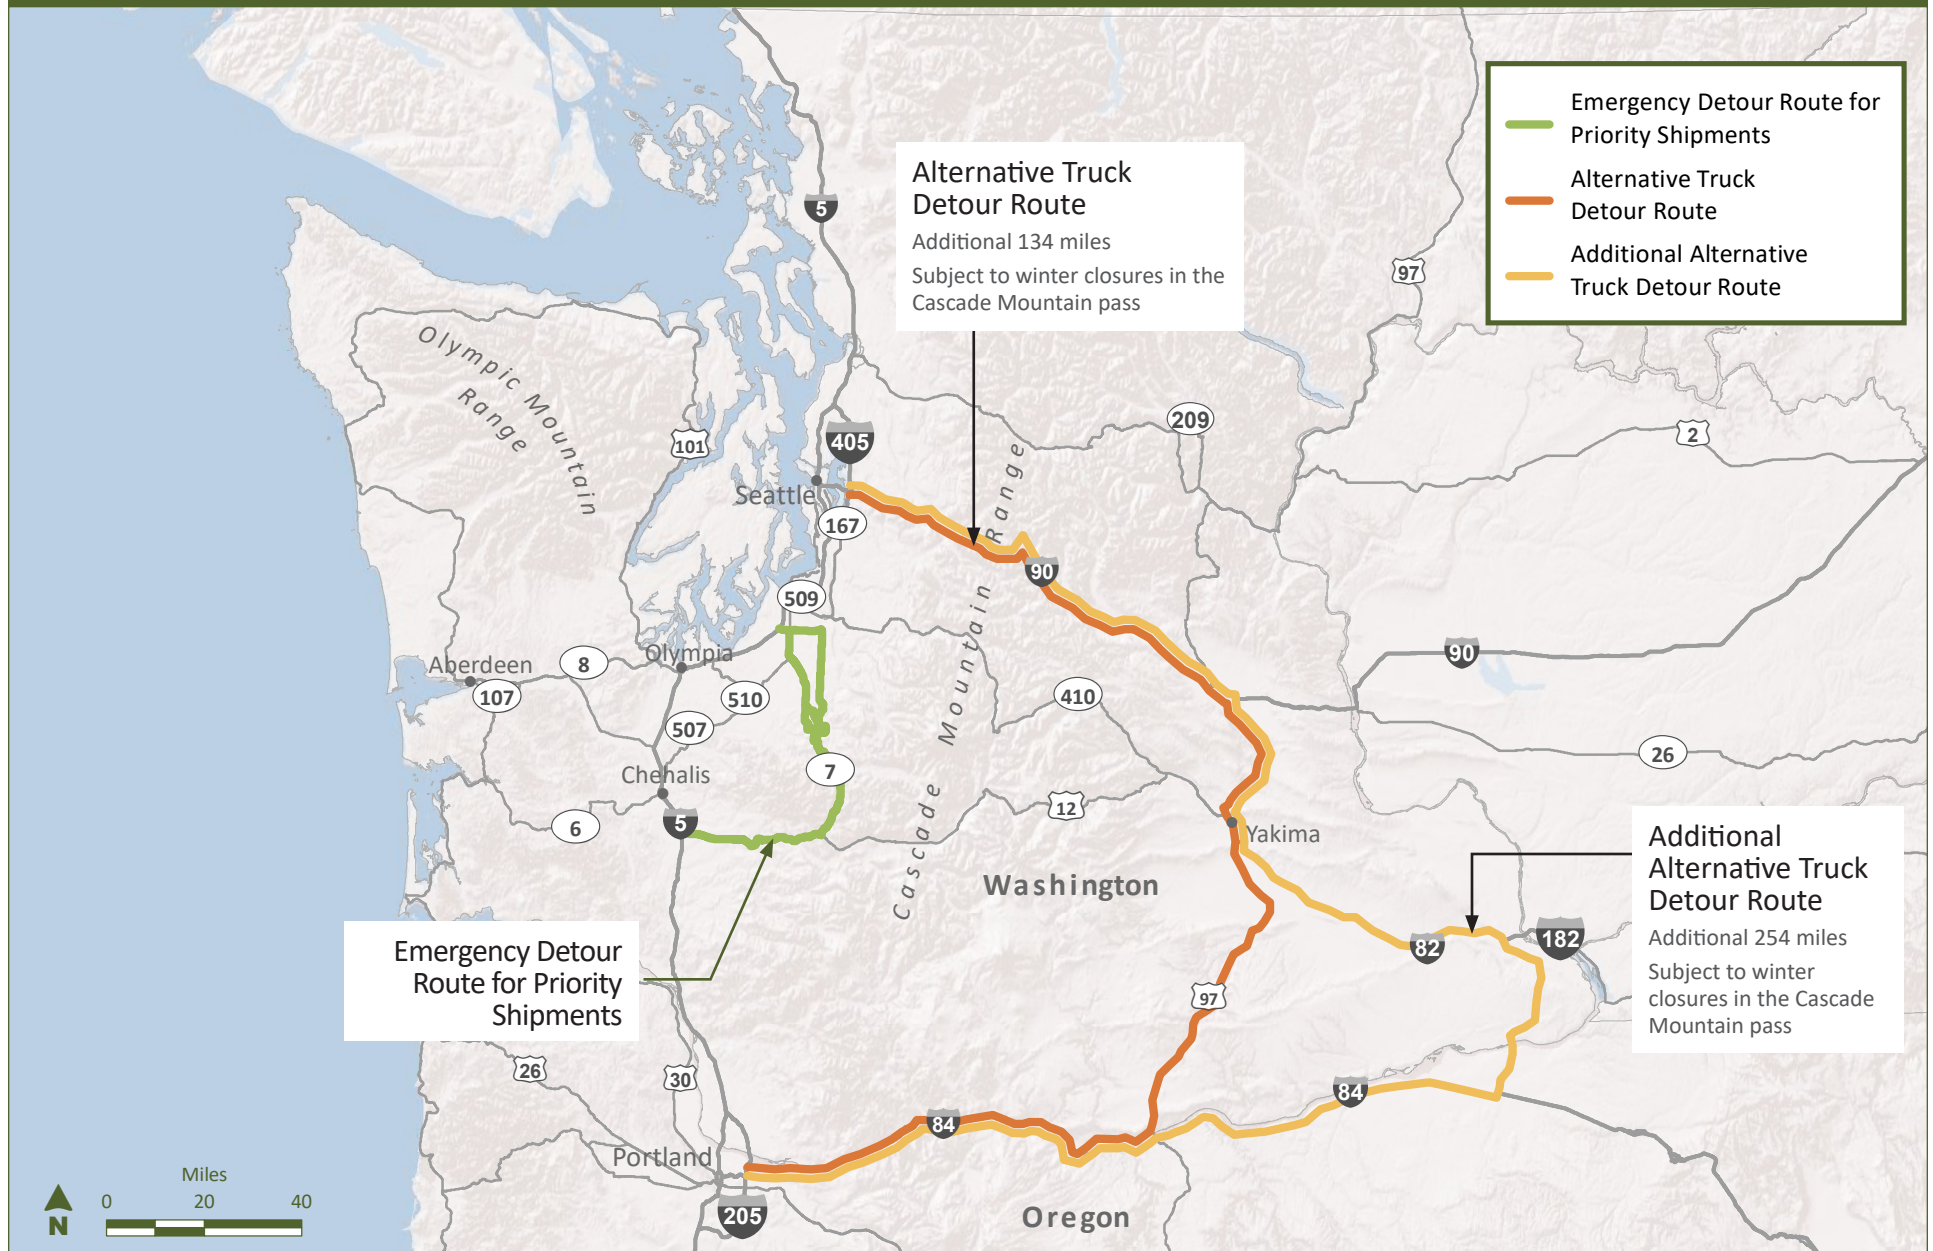 Emergency Detour Route for
Priority Shipments
Alternative Truck
Detour Route
Additional Alternative
Truck Detour Route
Alternative Truck
Detour Route
Additional 134 miles
Subject to winter closures in the
Cascade Mountain pass
5
97
Olympic Mountain
Range
101
405
209
2
Seattle
167
Cascade Mountain Range
90
509
Olympia
Aberdeen
8
107
510
507
410
90
26
Chehalis
7
12
6
5
Yakima
Washington
Additional
Alternative Truck
Detour Route
Additional 254 miles
Subject to winter
closures in the Cascade
Mountain pass
82
182
Emergency Detour
Route for Priority
Shipments
97
26
30
84
84
Portland
205
Oregon
Miles
0 20 40
N